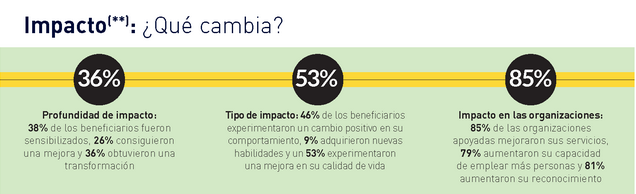 Impacto(**): ¿Qué cambia?
36%
Profundidad de impacto:
38% de los beneficiarios fueron
sensibilizados, 26% consiguieron
una mejora y 36% obtuvieron una
transformación
53%
Tipo de impacto: 46% de los beneficiarios
experimentaron un cambio positivo en su
comportamiento, 9% adquirieron nuevas
habilidades y un 53% experimentaron
una mejora en su calidad de vida
85%
Impacto en las organizaciones:
85% de las organizaciones
apoyadas mejoraron sus servicios,
79% aumentaron su capacidad
de emplear más personas y 81%
aumentaron su reconocimiento